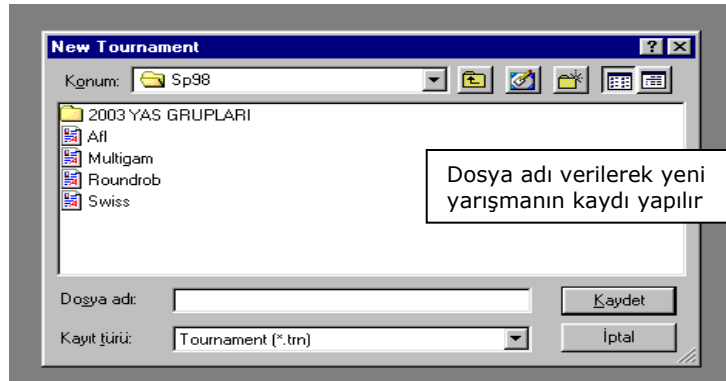 New Tournament
Konum: Sp98
2003 YAS GRUPLARI
Afl
Multigam
Roundrob
Swiss
Dosya adı verilerek yeni
yarışmanın kaydı yapılır
Dosya adı: Kaydet
Kayıt türü: Tournament (*.trn) İptal